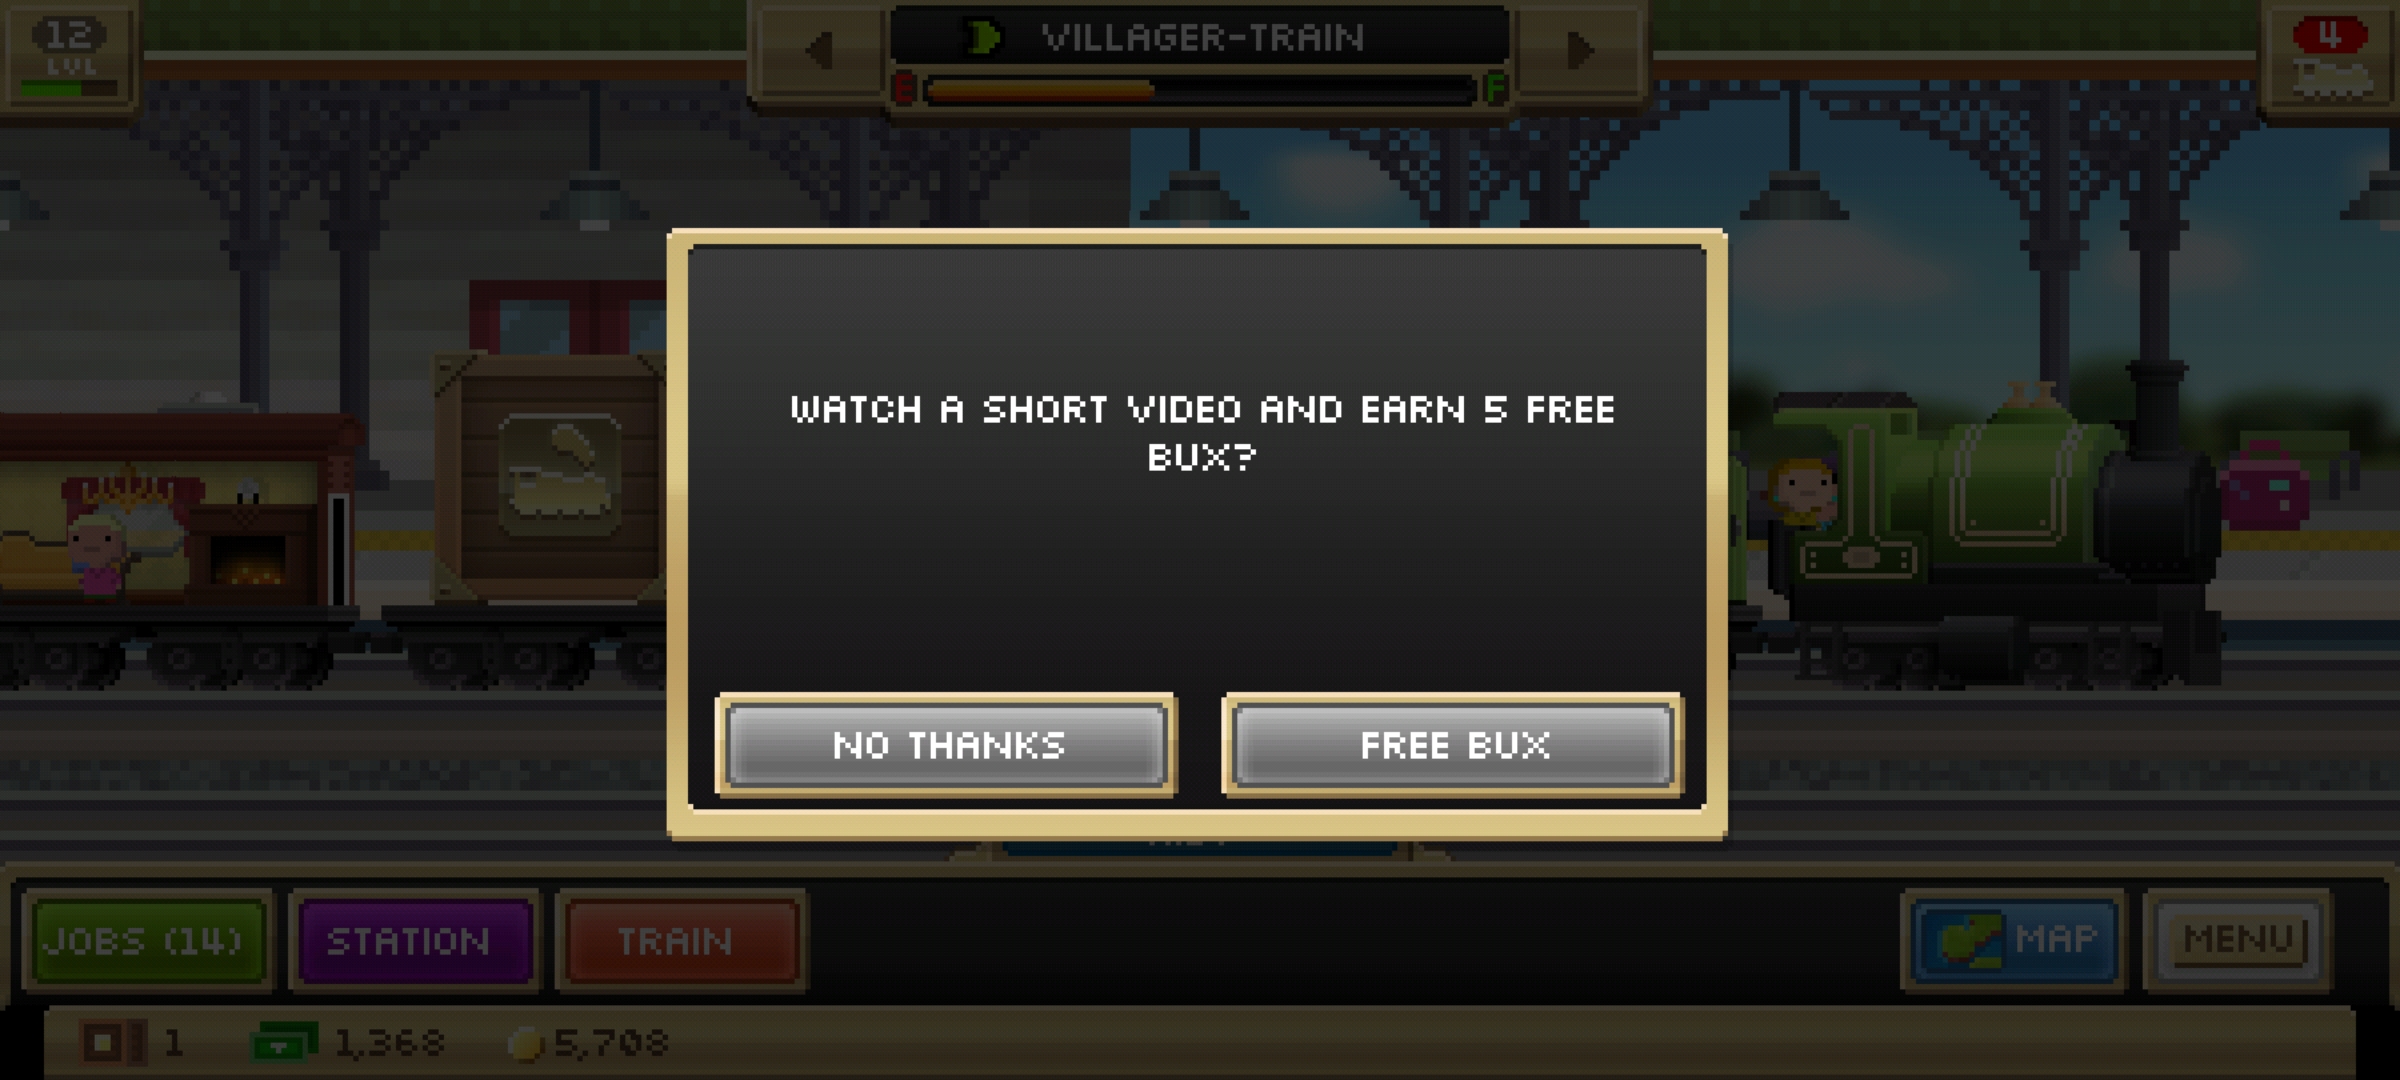 12
LVL
VILLAGER-TRAIN
E F
4
WATCH A SHORT VIDEO AND EARN 5 FREE
BUX?
NO THANKS
FREE BUX
JOBS (14)
STATION
TRAIN
MAP
MENU
1
1,368
5,708